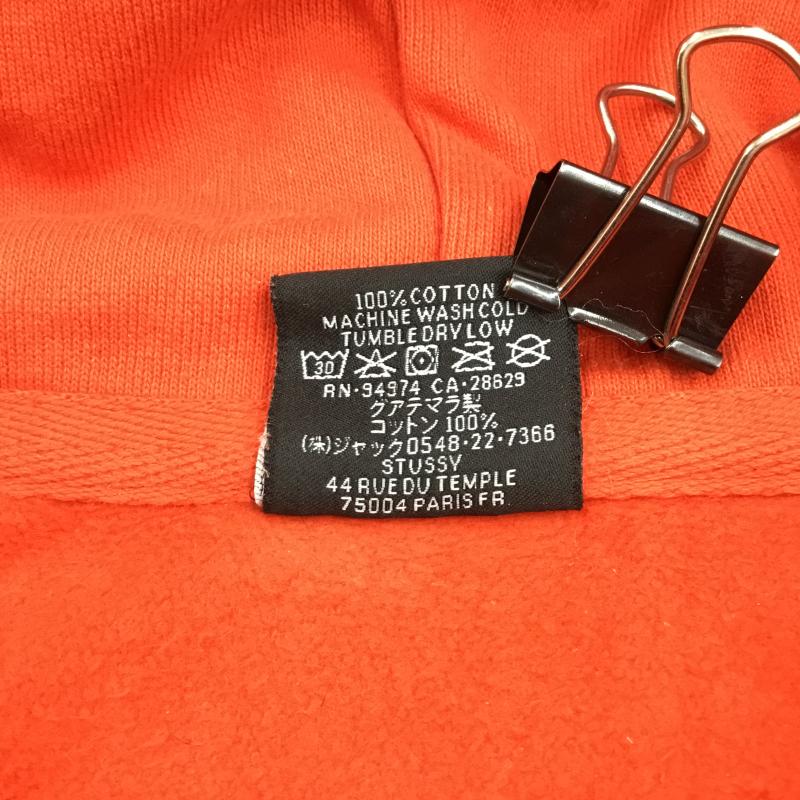 100% COTTON
MACHINE WASH COLD
TUMBLE DRY LOW
30
RN·94974 CA·28629
グアテマラ製
コットン 100%
(株)ジャック0548·22·7366
STUSSY
44 RUE DU TEMPLE
75004 PARIS FR